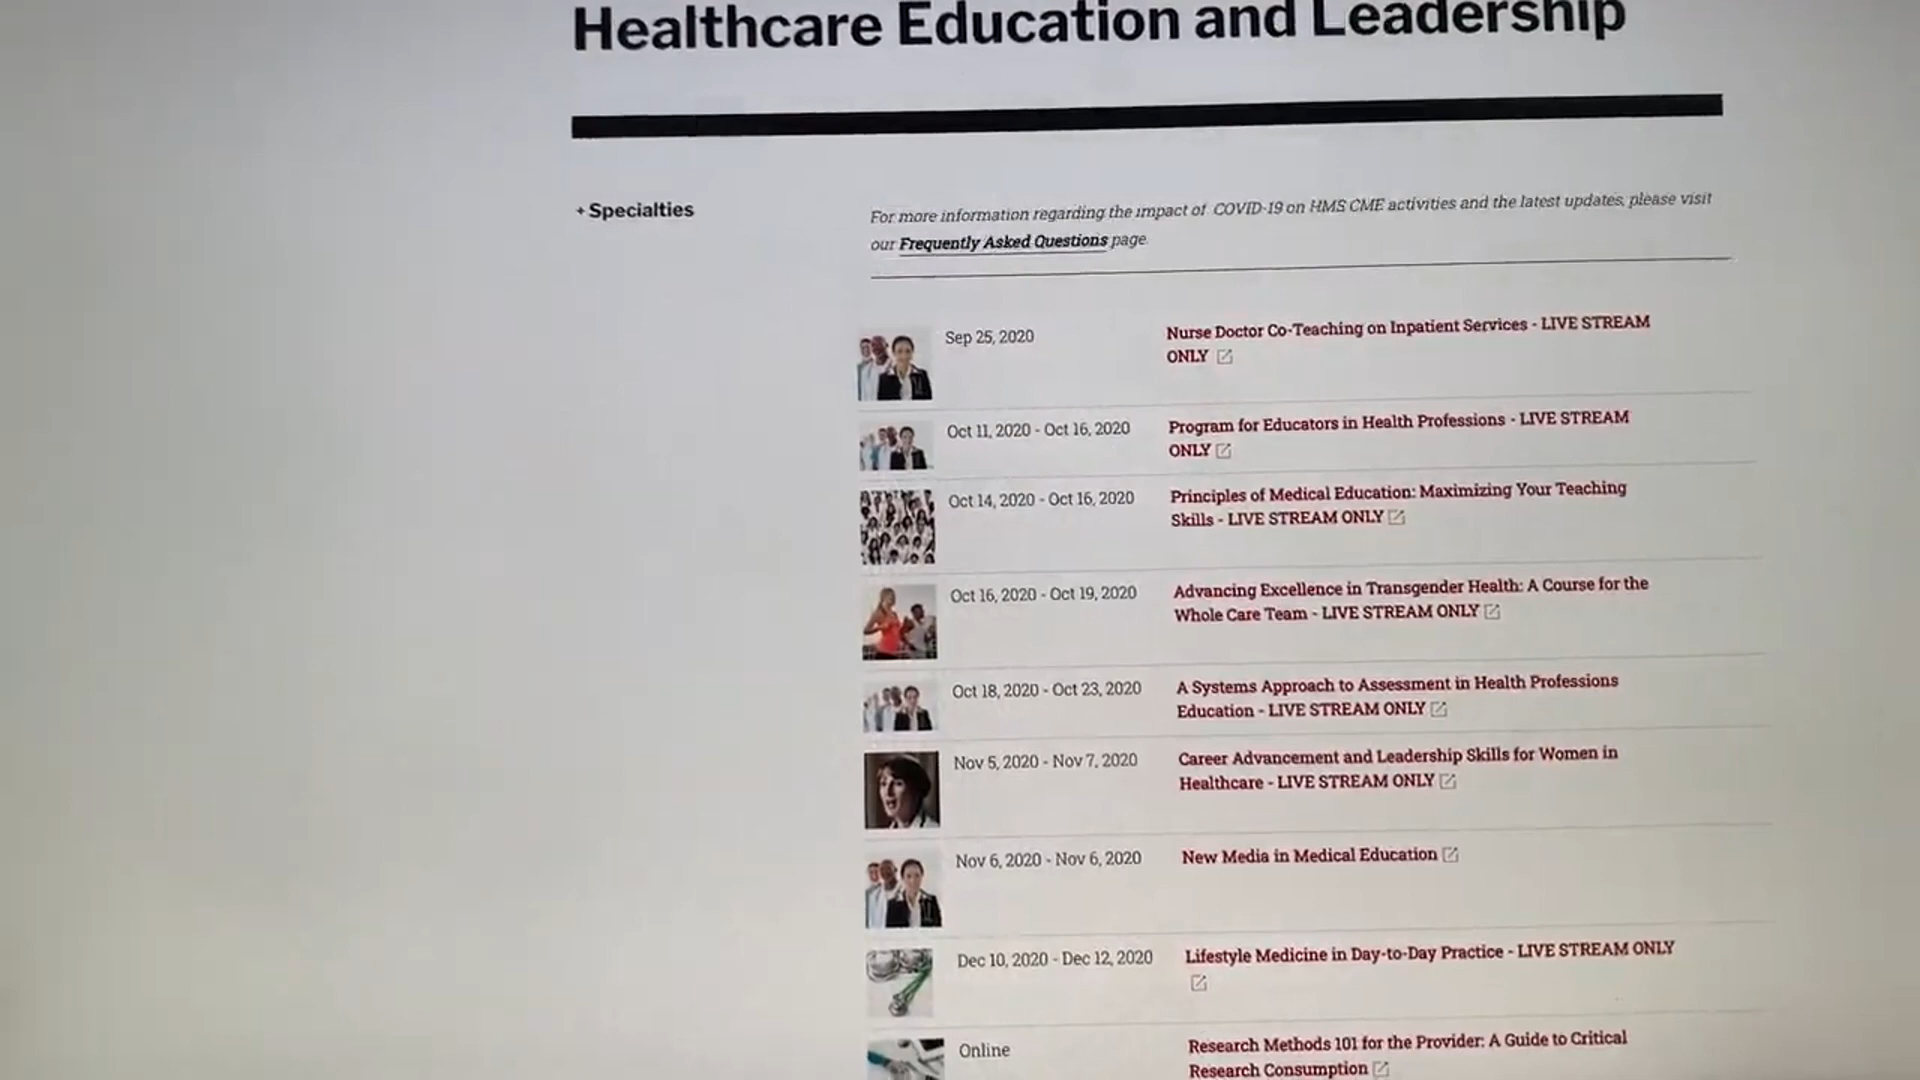 Healthcare Education and Leadership
+ Specialties
For more information regarding the impact of COVID-19 on HMS CME activities and the latest updates, please visit
our Frequently Asked Questions page.
Sep 25, 2020
Nurse Doctor Co-Teaching on Inpatient Services - LIVE STREAM
ONLY
Oct 11, 2020 - Oct 16, 2020
Program for Educators in Health Professions - LIVE STREAM
ONLY
Oct 14, 2020 - Oct 16, 2020
Principles of Medical Education: Maximizing Your Teaching
Skills - LIVE STREAM ONLY
Oct 16, 2020 - Oct 19, 2020
Advancing Excellence in Transgender Health: A Course for the
Whole Care Team - LIVE STREAM ONLY
Oct 18, 2020 - Oct 23, 2020
A Systems Approach to Assessment in Health Professions
Education - LIVE STREAM ONLY
Nov 5, 2020 - Nov 7, 2020
Career Advancement and Leadership Skills for Women in
Healthcare - LIVE STREAM ONLY
Nov 6, 2020 - Nov 6, 2020
New Media in Medical Education
Dec 10, 2020 - Dec 12, 2020
Lifestyle Medicine in Day-to-Day Practice - LIVE STREAM ONLY
Online
Research Methods 101 for the Provider: A Guide to Critical
Research Consumption